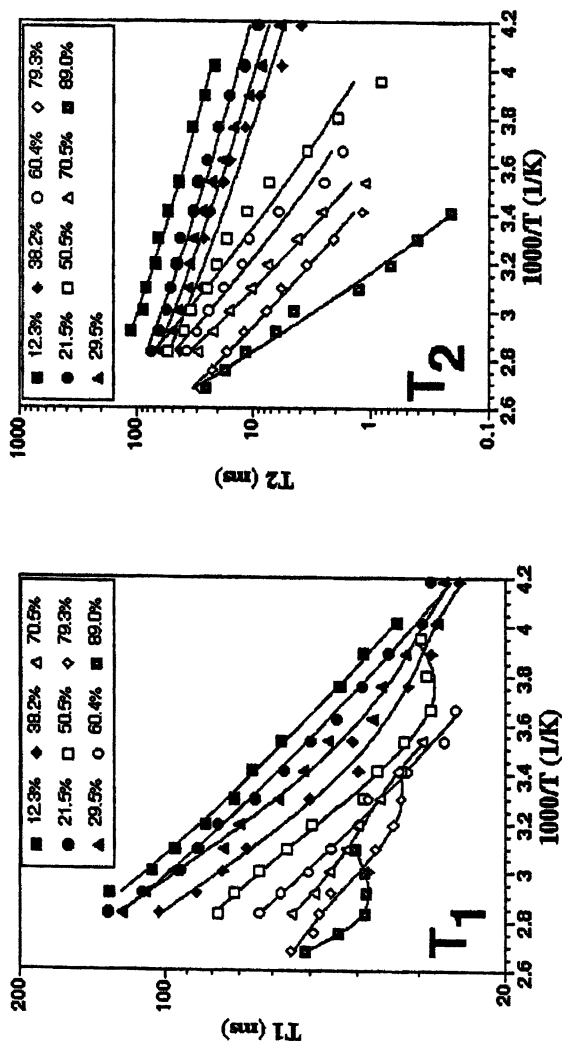 1000
100
10
1
0.1
2.6
2.8
3
3.2
3.4
3.6
3.8
4
4.2
T2 (ms)
1000/T (1/K)
T2
12.3% 38.2% 60.4% 79.3%
21.5% 50.5% 70.5% 89.0%
29.5%
200
100
20
2.6
2.8
3
3.2
3.4
3.6
3.8
4
4.2
T1 (ms)
1000/T (1/K)
T1
12.3% 38.2% 70.5%
21.5% 50.5% 79.3%
29.5% 60.4% 89.0%